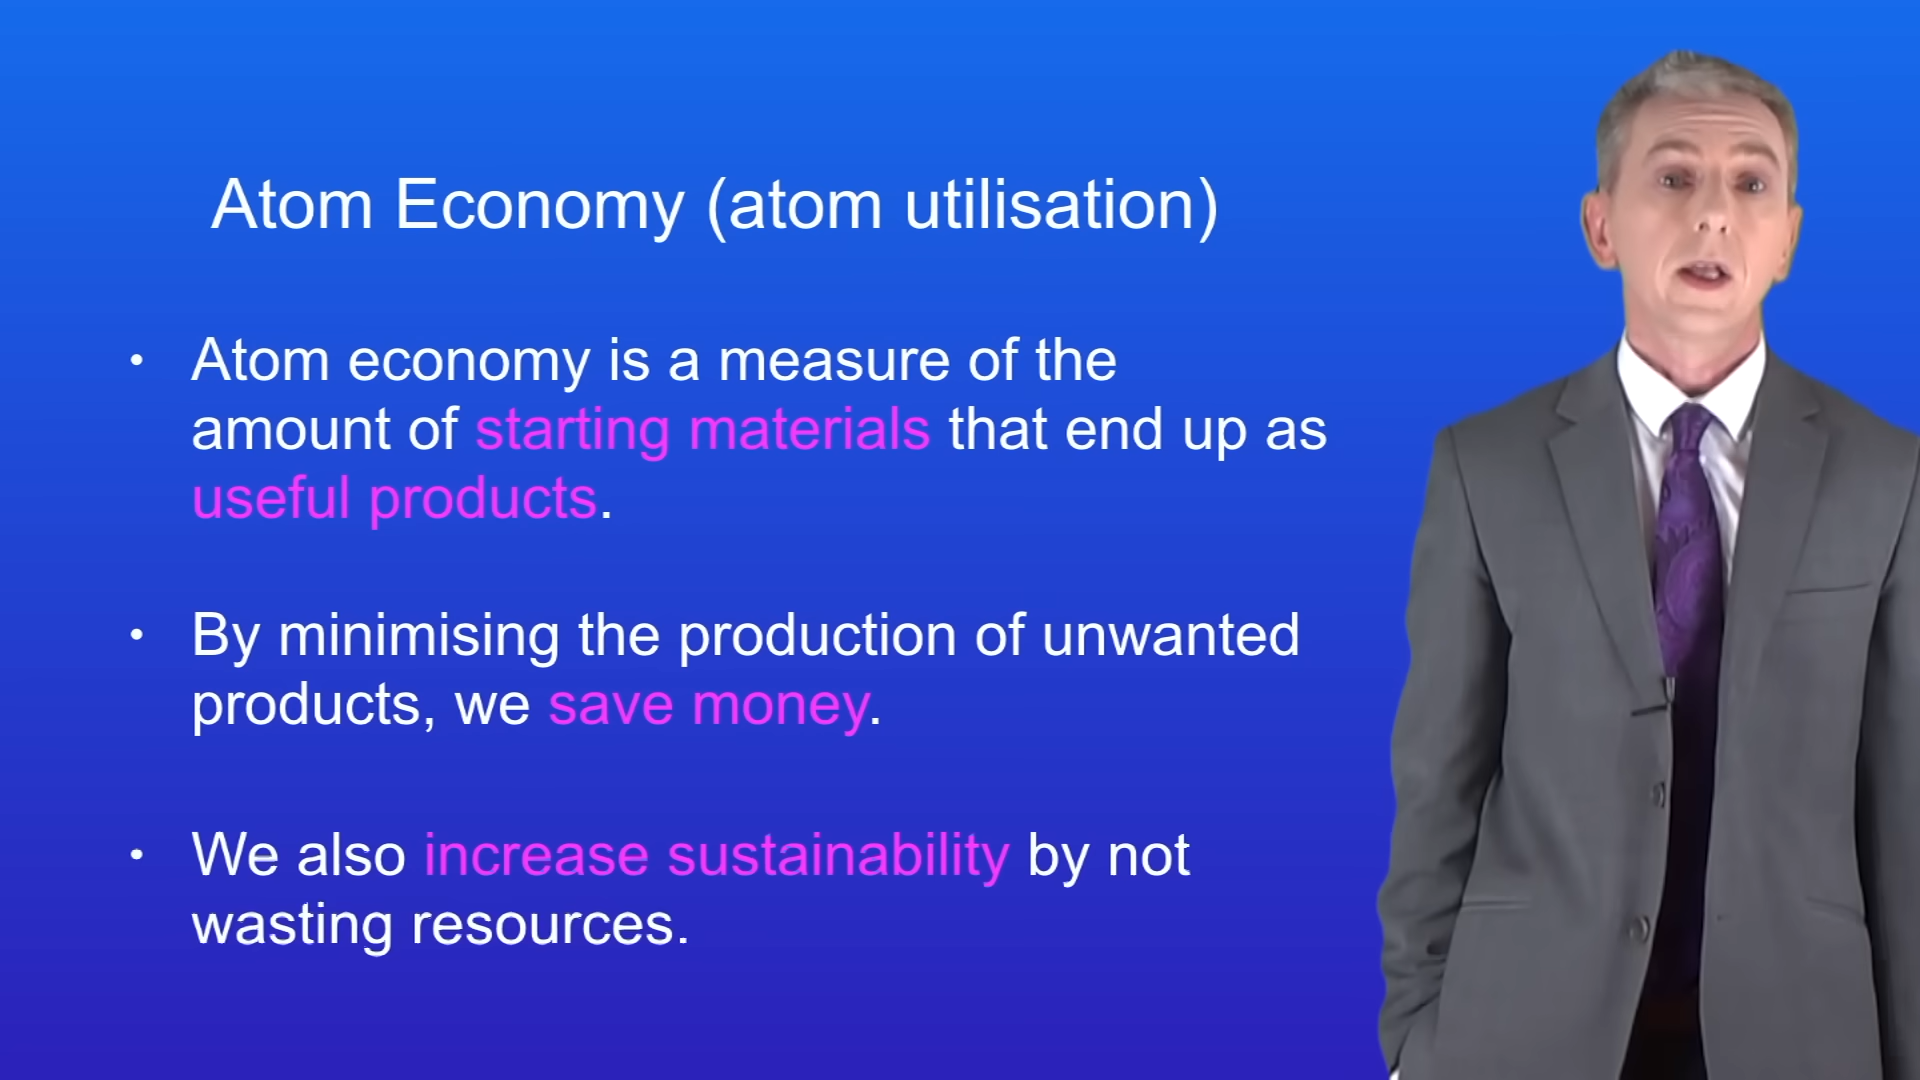 Atom Economy (atom utilisation)
• Atom economy is a measure of the
amount of starting materials that end up as
useful products.
• By minimising the production of unwanted
products, we save money.
• We also increase sustainability by not
wasting resources.